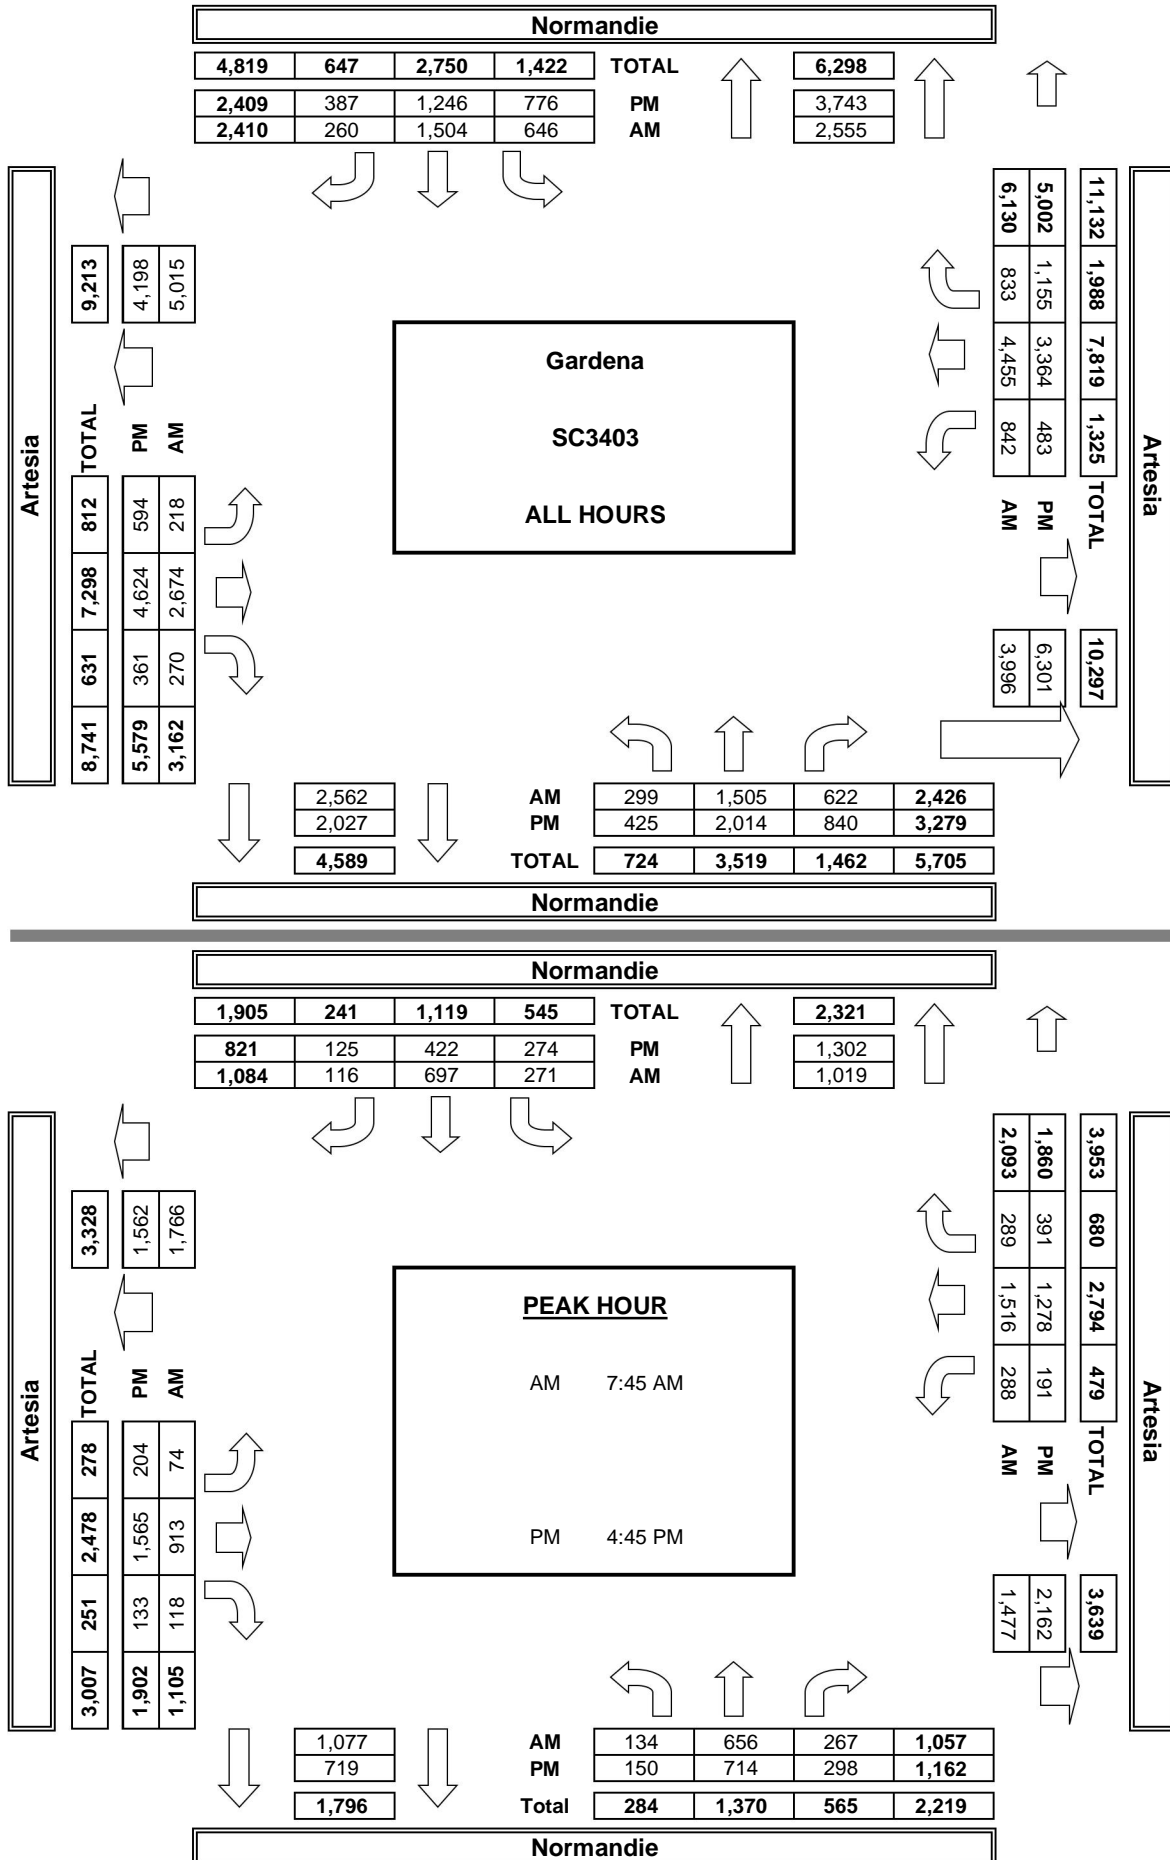 Normandie
4,819 647 2,750 1,422 TOTAL 6,298
2,409 387 1,246 776 PM 3,743
2,410 260 1,504 646 AM 2,555
Artesia
9,213
4,198
5,015
TOTAL 812 7,298 631 8,741
PM 594 4,624 361 5,579
AM 218 2,674 270 3,162
Gardena
SC3403
ALL HOURS
11,132 1,988 7,819 1,325 TOTAL 10,297
5,002 1,155 3,364 483 PM 6,301
6,130 833 4,455 842 AM 3,996
Artesia
2,562 AM 299 1,505 622 2,426
2,027 PM 425 2,014 840 3,279
4,589 TOTAL 724 3,519 1,462 5,705
Normandie
Normandie
1,905 241 1,119 545 TOTAL 2,321
821 125 422 274 PM 1,302
1,084 116 697 271 AM 1,019
Artesia
3,328
1,562
1,766
TOTAL 278 2,478 251 3,007
PM 204 1,565 133 1,902
AM 74 913 118 1,105
PEAK HOUR
AM 7:45 AM
PM 4:45 PM
3,953 680 2,794 479 TOTAL 3,639
1,860 391 1,278 191 PM 2,162
2,093 289 1,516 288 AM 1,477
Artesia
1,077 AM 134 656 267 1,057
719 PM 150 714 298 1,162
1,796 Total 284 1,370 565 2,219
Normandie